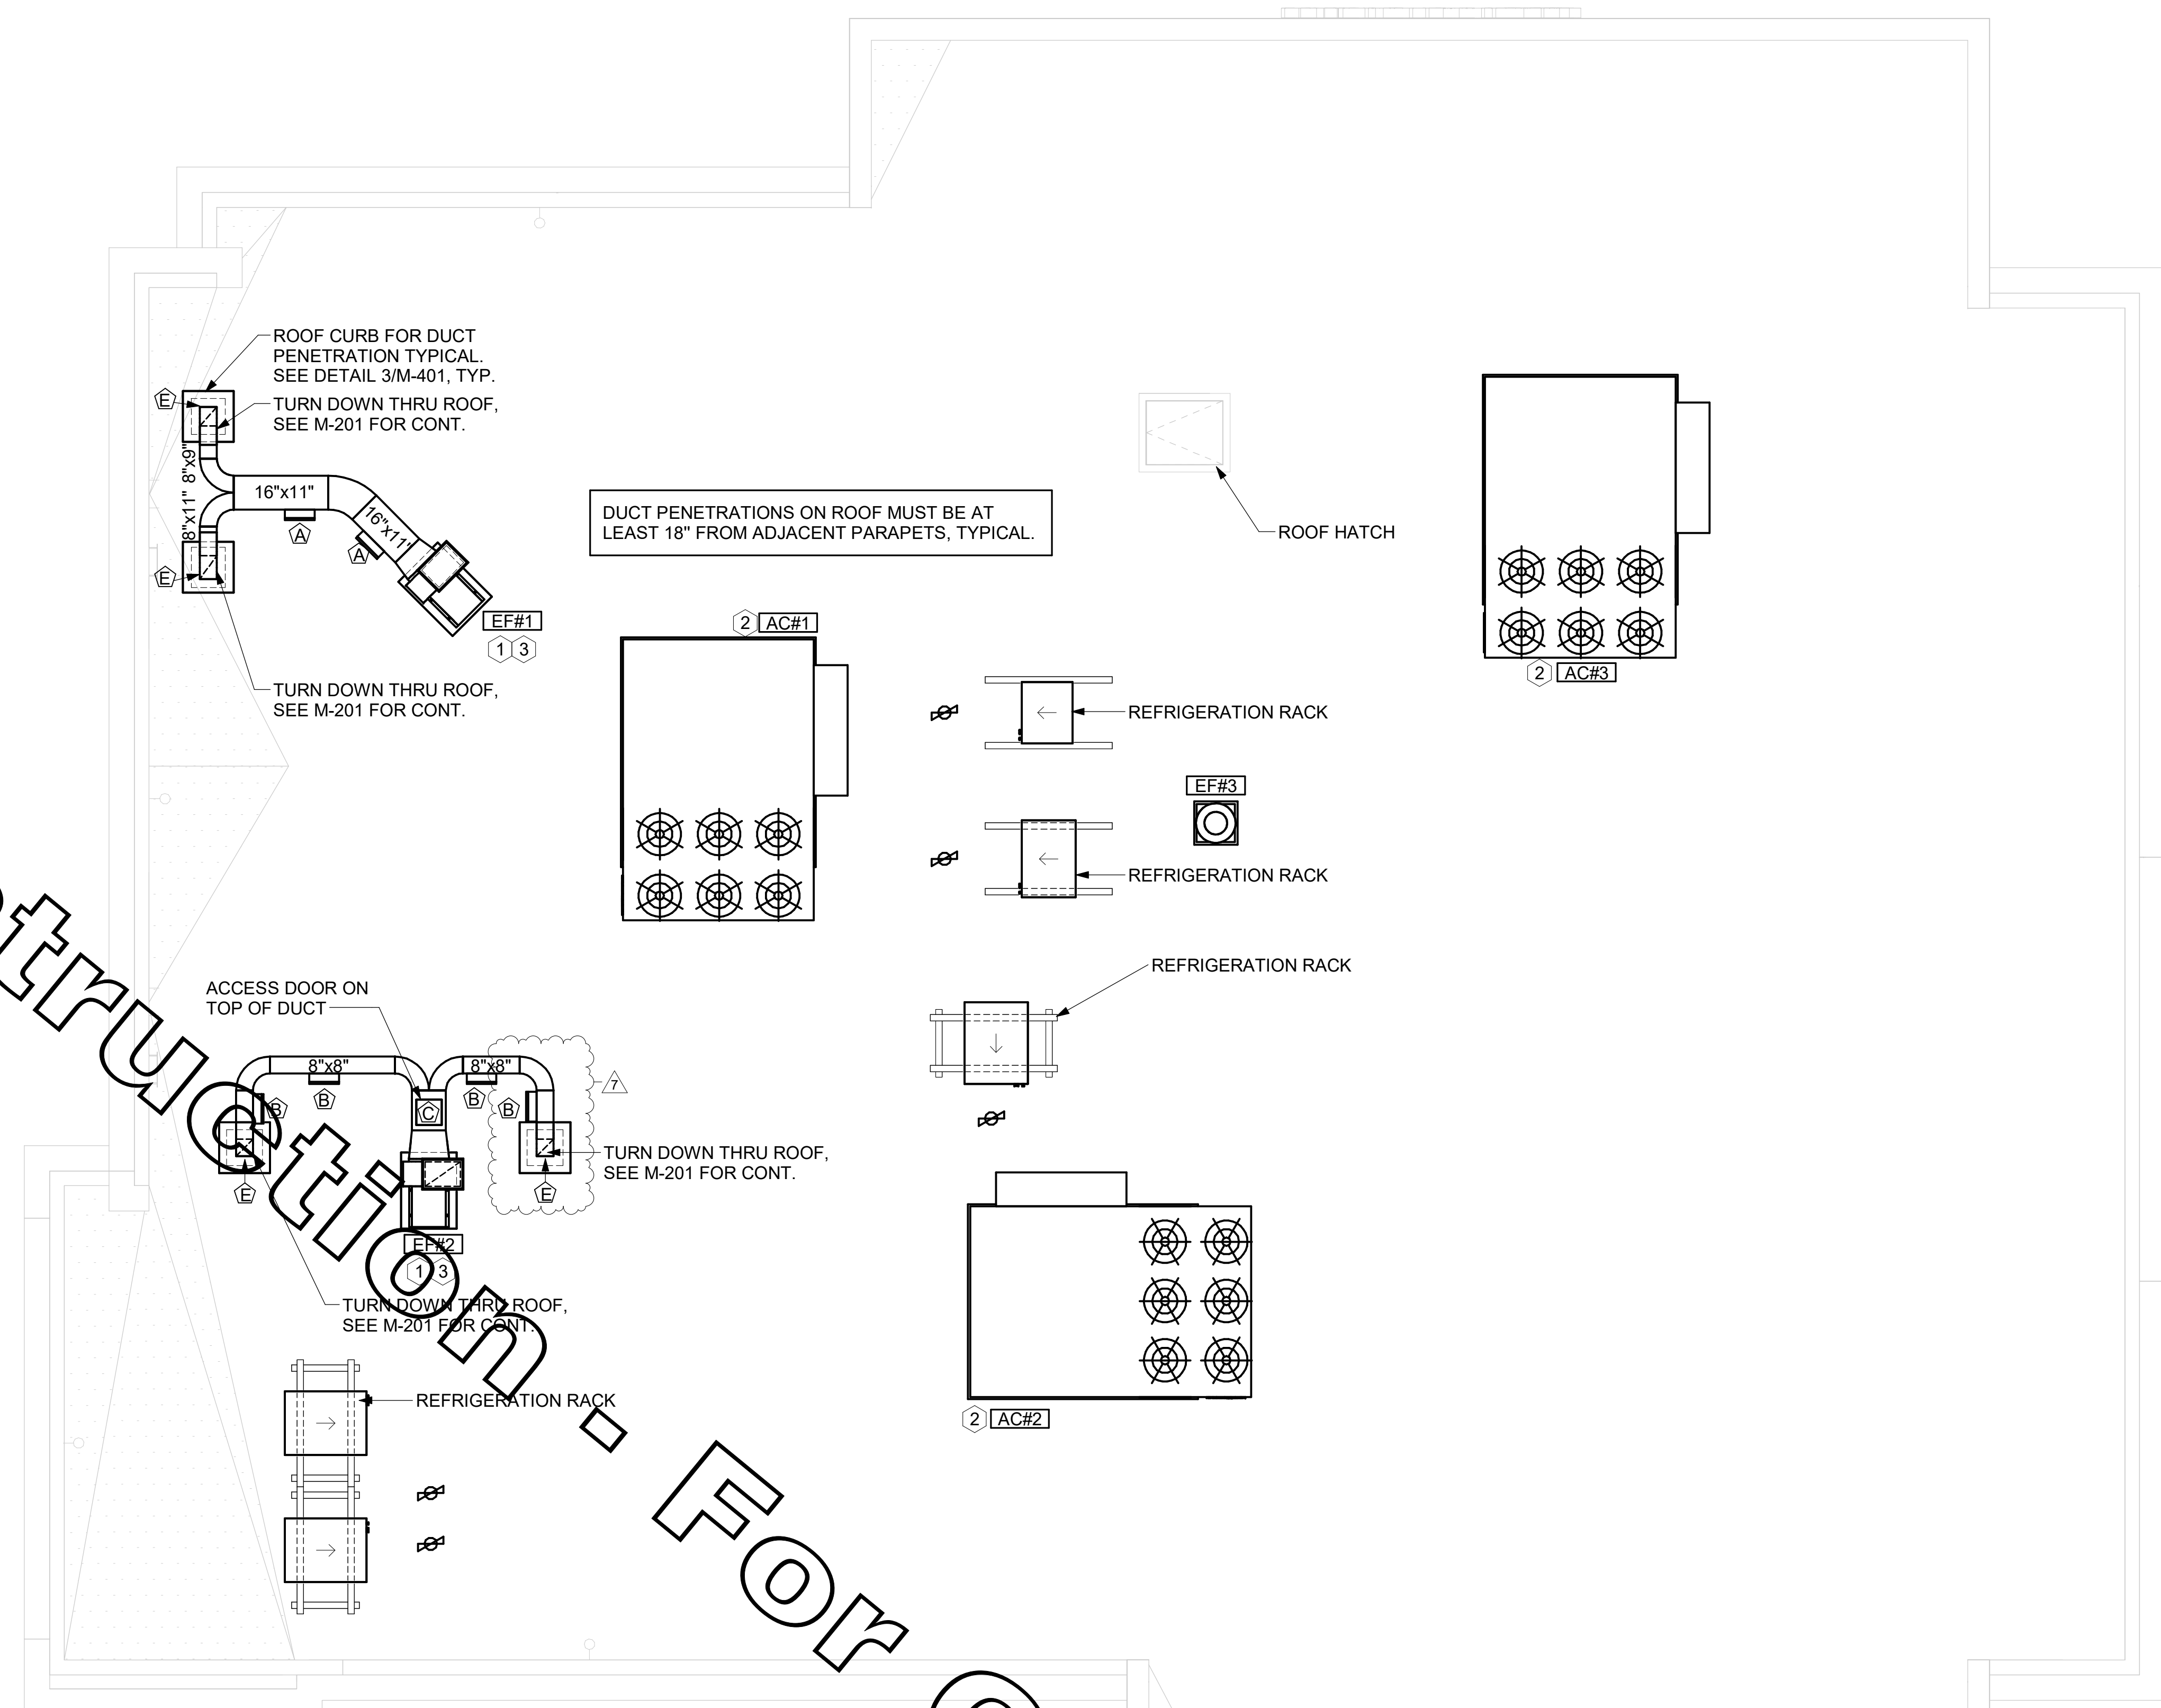 ROOF CURB FOR DUCT
PENETRATION TYPICAL.
SEE DETAIL 3/M-401, TYP.
E
TURN DOWN THRU ROOF,
SEE M-201 FOR CONT.
8"x9"
8"x11"
16"x11"
16"x11"
A
A
E
EF#1
1 3
TURN DOWN THRU ROOF,
SEE M-201 FOR CONT.
DUCT PENETRATIONS ON ROOF MUST BE AT
LEAST 18" FROM ADJACENT PARAPETS, TYPICAL.
ROOF HATCH
2 AC#1
2 AC#3
REFRIGERATION RACK
EF#3
REFRIGERATION RACK
REFRIGERATION RACK
ACCESS DOOR ON
TOP OF DUCT
8"x8"
8"x8"
7
B
B
B
B
C
E
E
TURN DOWN THRU ROOF,
SEE M-201 FOR CONT.
EF#2
1 3
TURN DOWN THRU ROOF,
SEE M-201 FOR CONT.
REFRIGERATION RACK
2 AC#2
truction - For